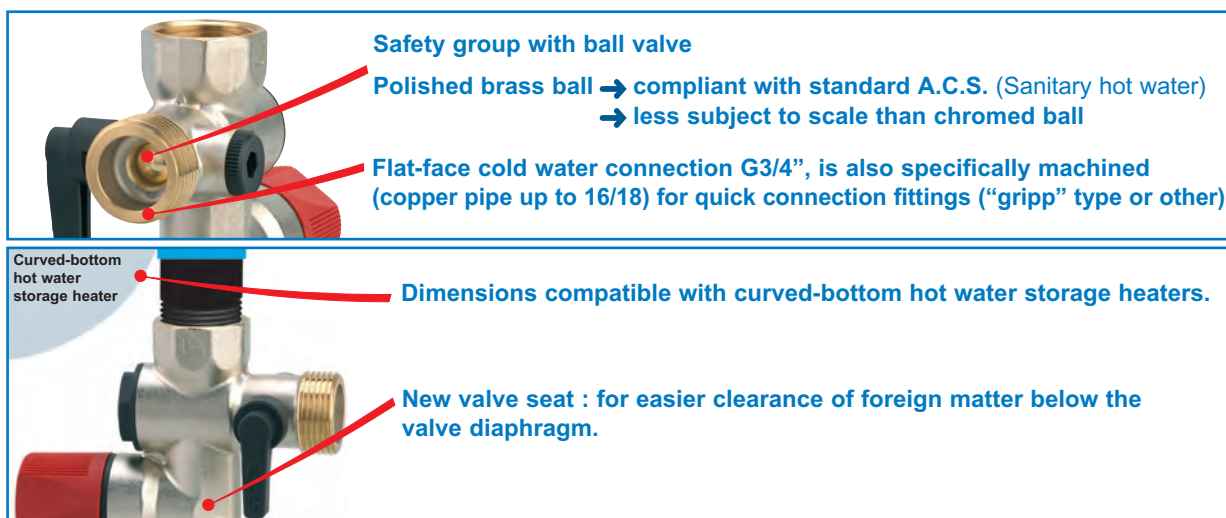 Safety group with ball valve
Polished brass ball ➔ compliant with standard A.C.S. (Sanitary hot water)
➔ less subject to scale than chromed ball
Flat-face cold water connection G3/4”, is also specifically machined
(copper pipe up to 16/18) for quick connection fittings (“gripp” type or other)
Curved-bottom
hot water
storage heater
Dimensions compatible with curved-bottom hot water storage heaters.
New valve seat : for easier clearance of foreign matter below the
valve diaphragm.